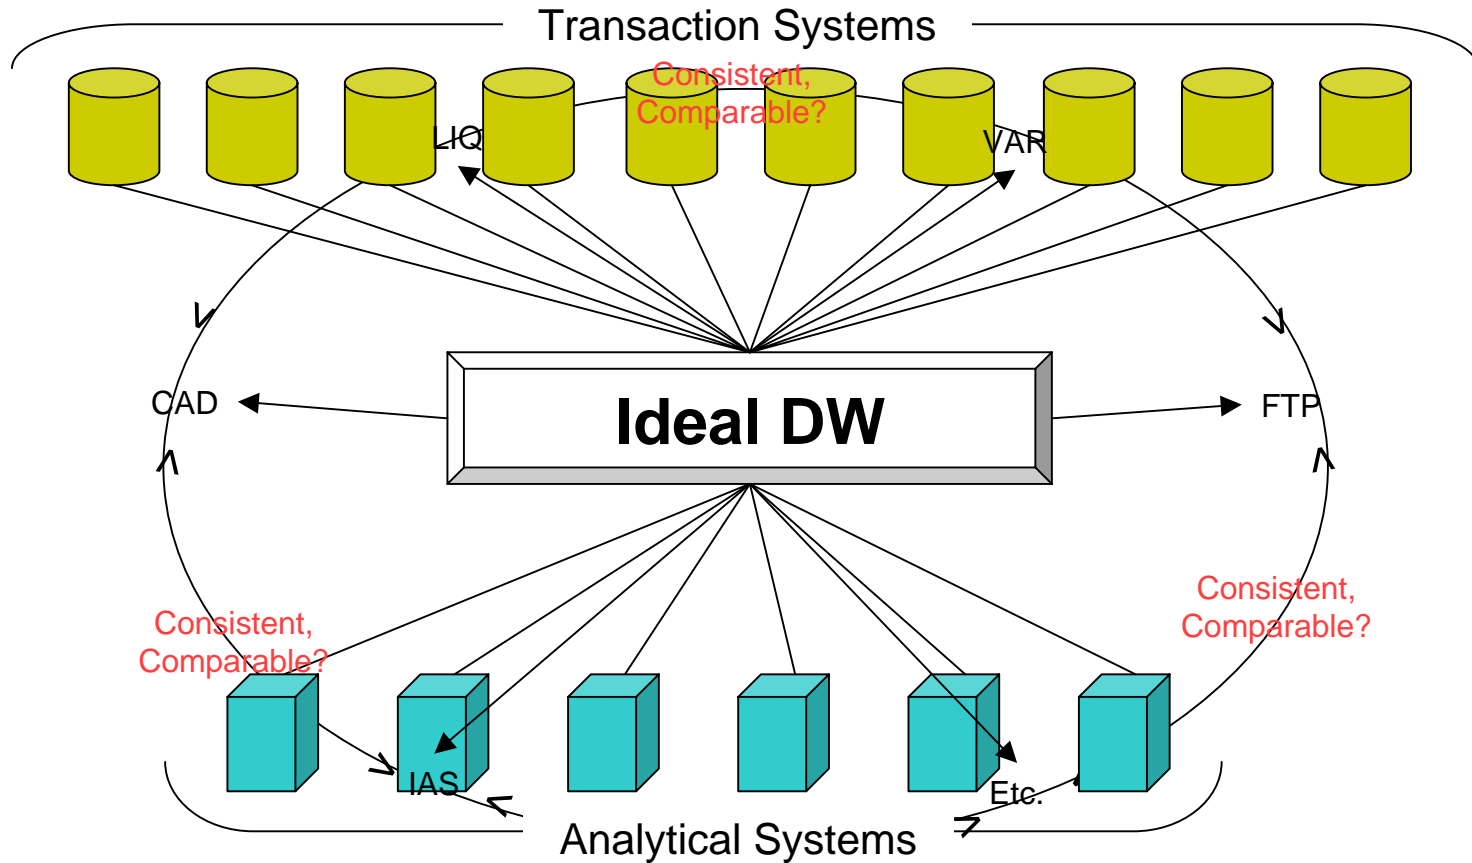 Transaction Systems
Consistent,
Comparable?
LIQ
VAR
CAD
Ideal DW
FTP
Consistent,
Comparable?
Consistent,
Comparable?
IAS
Etc.
Analytical Systems